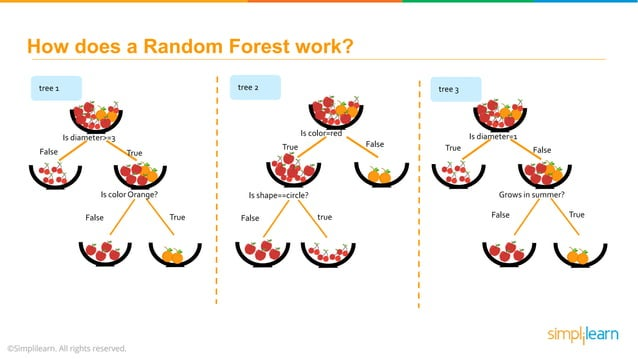 How does a Random Forest work?
tree 1
Is diameter>=3
False
True
Is color Orange?
False
True
tree 2
Is color=red
True
False
Is shape==circle?
False
true
tree 3
Is diameter=1
True
False
Grows in summer?
False
True
simplilearn
©Simplilearn. All rights reserved.